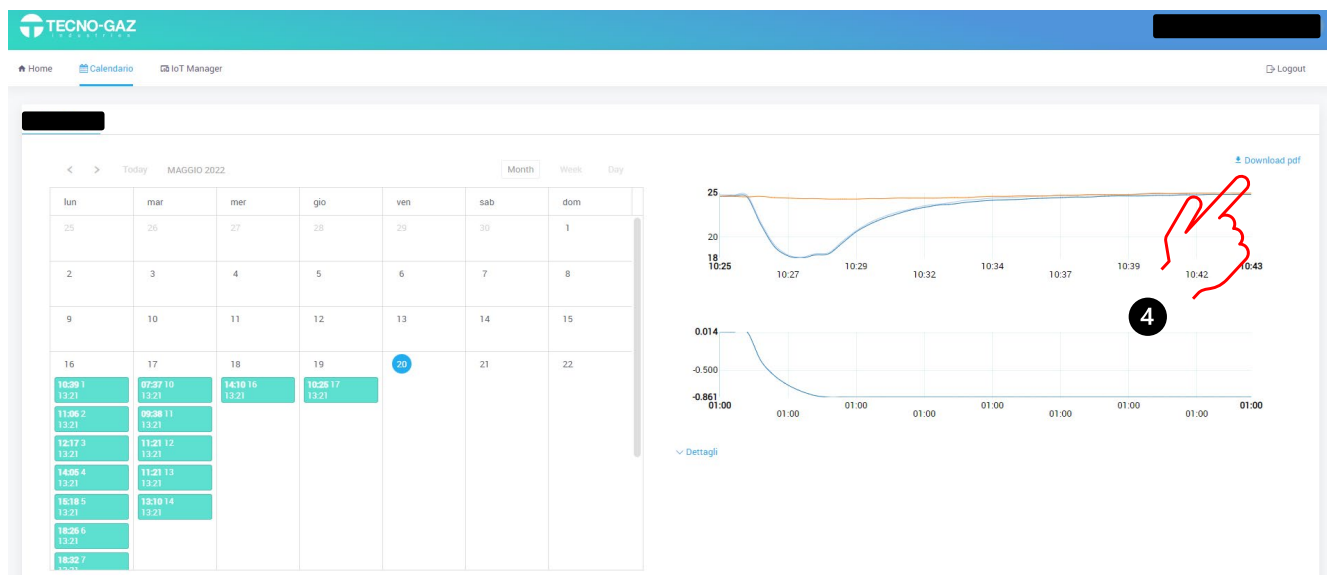 TECNO-GAZ
industries
Home Calendario IoT Manager Logout
< > Today MAGGIO 2022 Month Week Day
Download pdf
lun mar mer gio ven sab dom
25 26 27 28 29 30 1
2 3 4 5 6 7 8
9 10 11 12 13 14 15
16 17 18 19 20 21 22
10:39 1
13:21
11:06 2
13:21
12:17 3
13:21
14:05 4
13:21
15:18 5
13:21
18:26 6
13:21
18:32 7
07:37 10
13:21
09:38 11
13:21
11:21 12
13:21
11:21 13
13:21
13:10 14
13:21
14:10 16
13:21
10:25 17
13:21
25
20
18
10:25 10:27 10:29 10:32 10:34 10:37 10:39 10:42 10:43
4
0.014
-0.500
-0.861
01:00 01:00 01:00 01:00 01:00 01:00 01:00 01:00 01:00
Dettagli